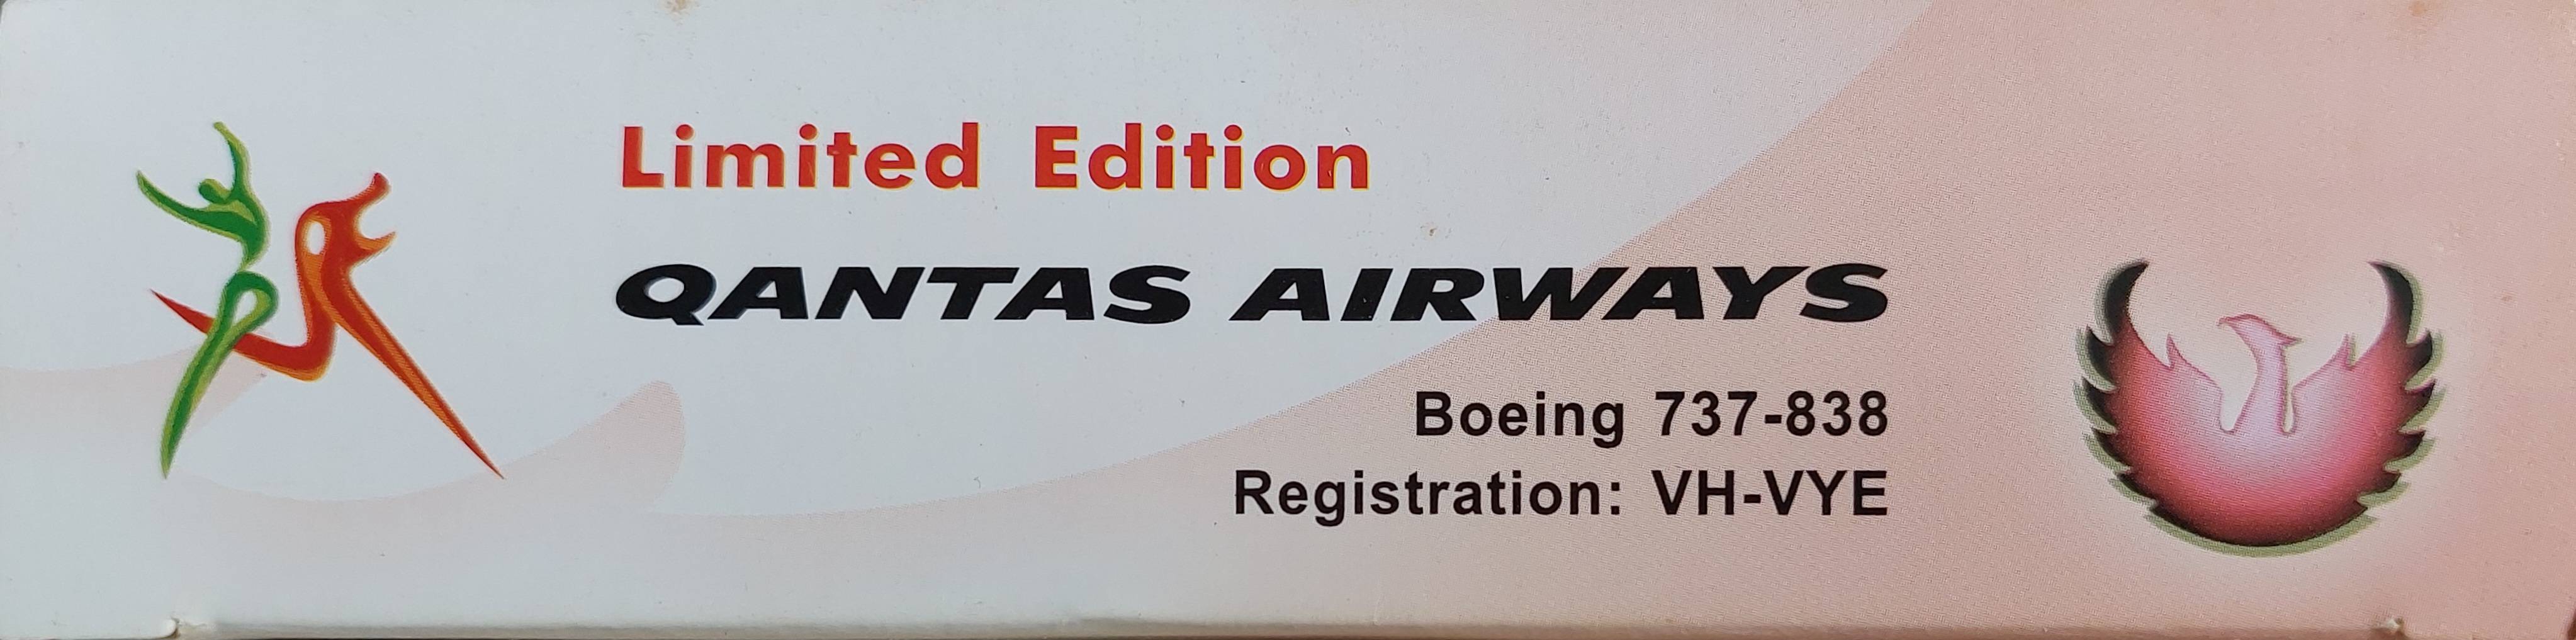 Limited Edition
QANTAS AIRWAYS
Boeing 737-838
Registration: VH-VYE